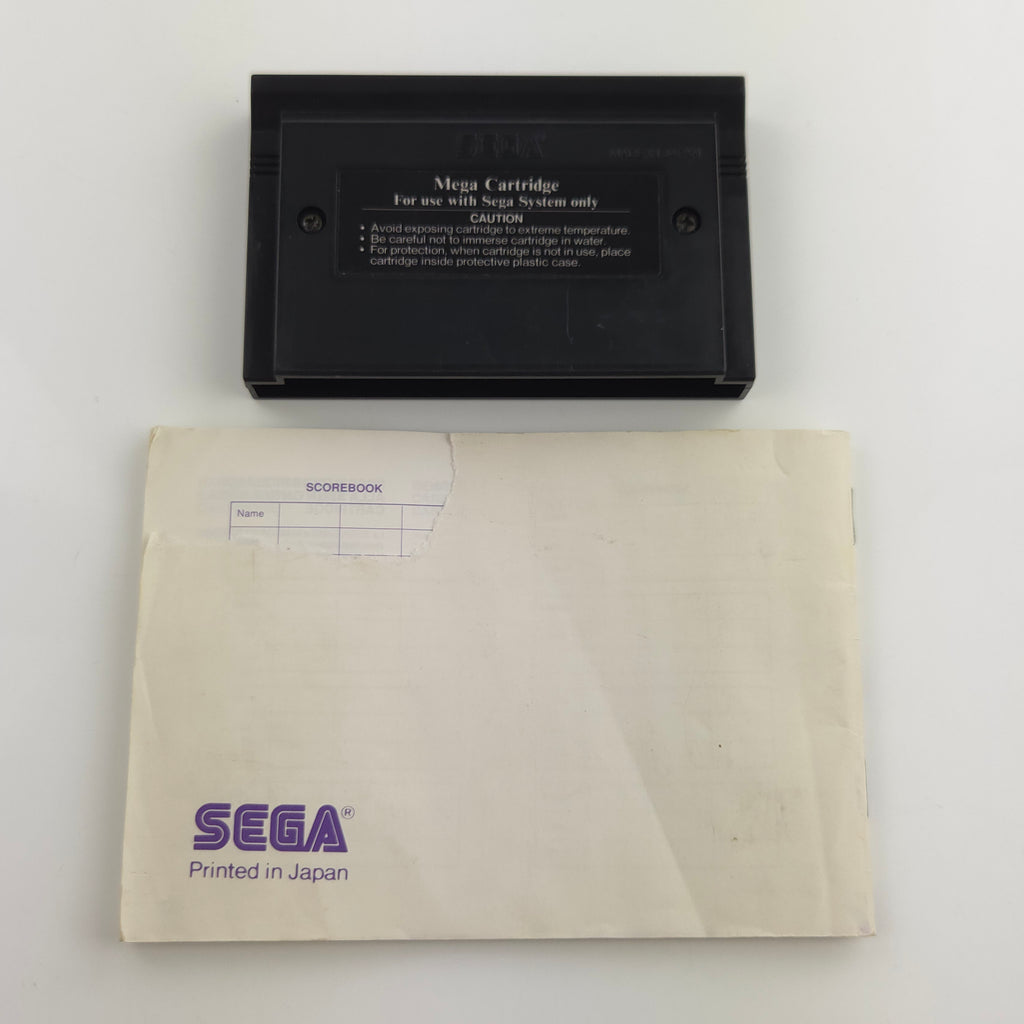 SEGA
Mega Cartridge
For use with Sega System only
CAUTION
• Avoid exposing cartridge to extreme temperature.
• Be careful not to immerse cartridge in water.
• For protection, when cartridge is not in use, place
cartridge inside protective plastic case.
SCOREBOOK
Name
SEGA®
Printed in Japan